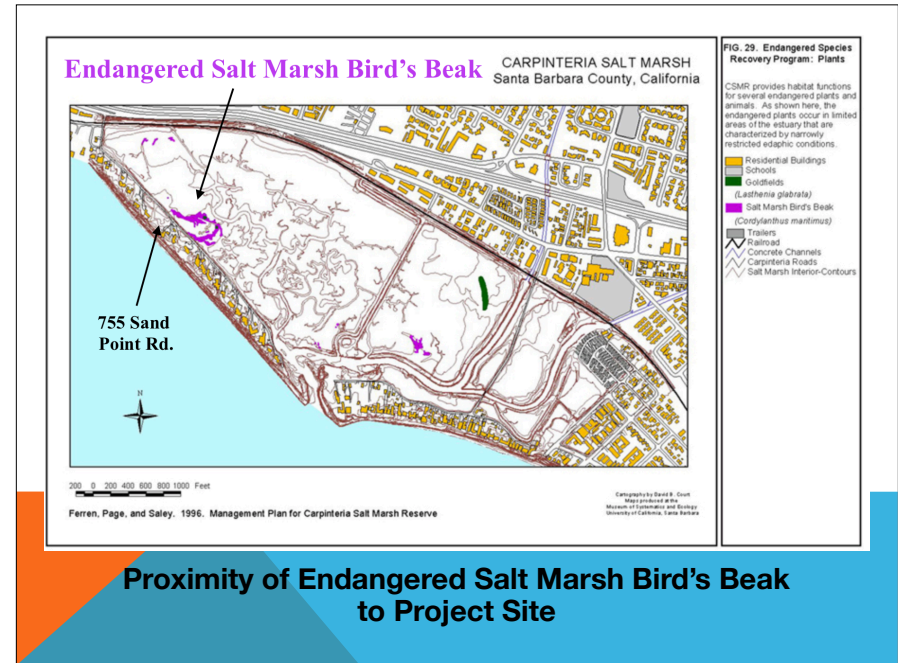 Endangered Salt Marsh Bird's Beak
CARPINTERIA SALT MARSH
Santa Barbara County, California
755 Sand
Point Rd.
N
200 0 200 400 600 800 1000 Feet
Ferren, Page, and Saley. 1996. Management Plan for Carpinteria Salt Marsh Reserve
Cartography by David B. Court
Maps produced at the
Museum of Systematics and Ecology
University of California, Santa Barbara
FIG. 29. Endangered Species
Recovery Program: Plants
CSMR provides habitat functions
for several endangered plants and
animals. As shown here, the
endangered plants occur in limited
areas of the estuary that are
characterized by narrowly
restricted edaphic conditions.
Residential Buildings
Schools
Goldfields
(Lasthenia glabrata)
Salt Marsh Bird's Beak
(Cordylanthus maritimus)
Trailers
Railroad
Concrete Channels
Carpinteria Roads
Salt Marsh Interior-Contours
Proximity of Endangered Salt Marsh Bird's Beak
to Project Site